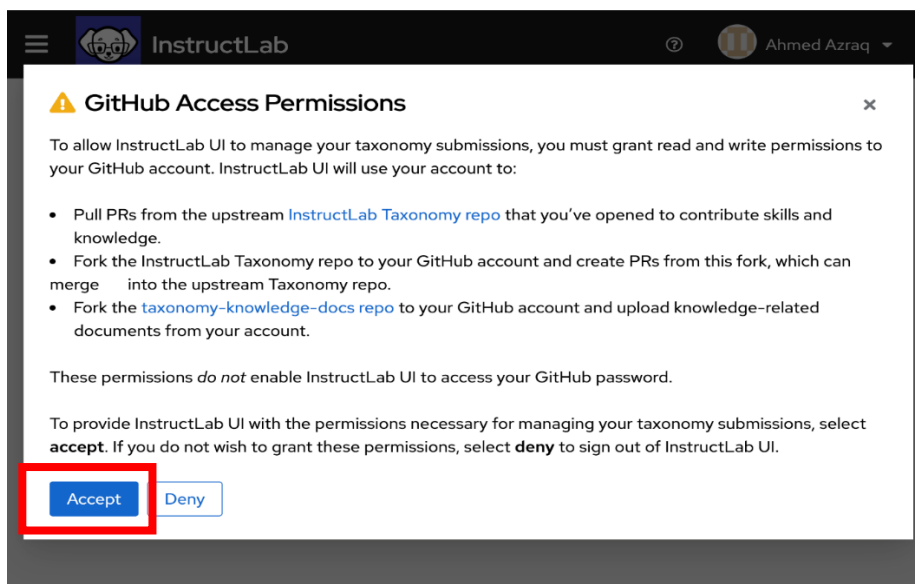 InstructLab
Ahmed Azraq
GitHub Access Permissions
To allow InstructLab UI to manage your taxonomy submissions, you must grant read and write permissions to
your GitHub account. InstructLab UI will use your account to:
• Pull PRs from the upstream InstructLab Taxonomy repo that you've opened to contribute skills and
knowledge.
• Fork the InstructLab Taxonomy repo to your GitHub account and create PRs from this fork, which can
merge into the upstream Taxonomy repo.
• Fork the taxonomy-knowledge-docs repo to your GitHub account and upload knowledge-related
documents from your account.
These permissions do not enable InstructLab UI to access your GitHub password.
To provide InstructLab UI with the permissions necessary for managing your taxonomy submissions, select
accept. If you do not wish to grant these permissions, select deny to sign out of InstructLab UI.
Accept Deny